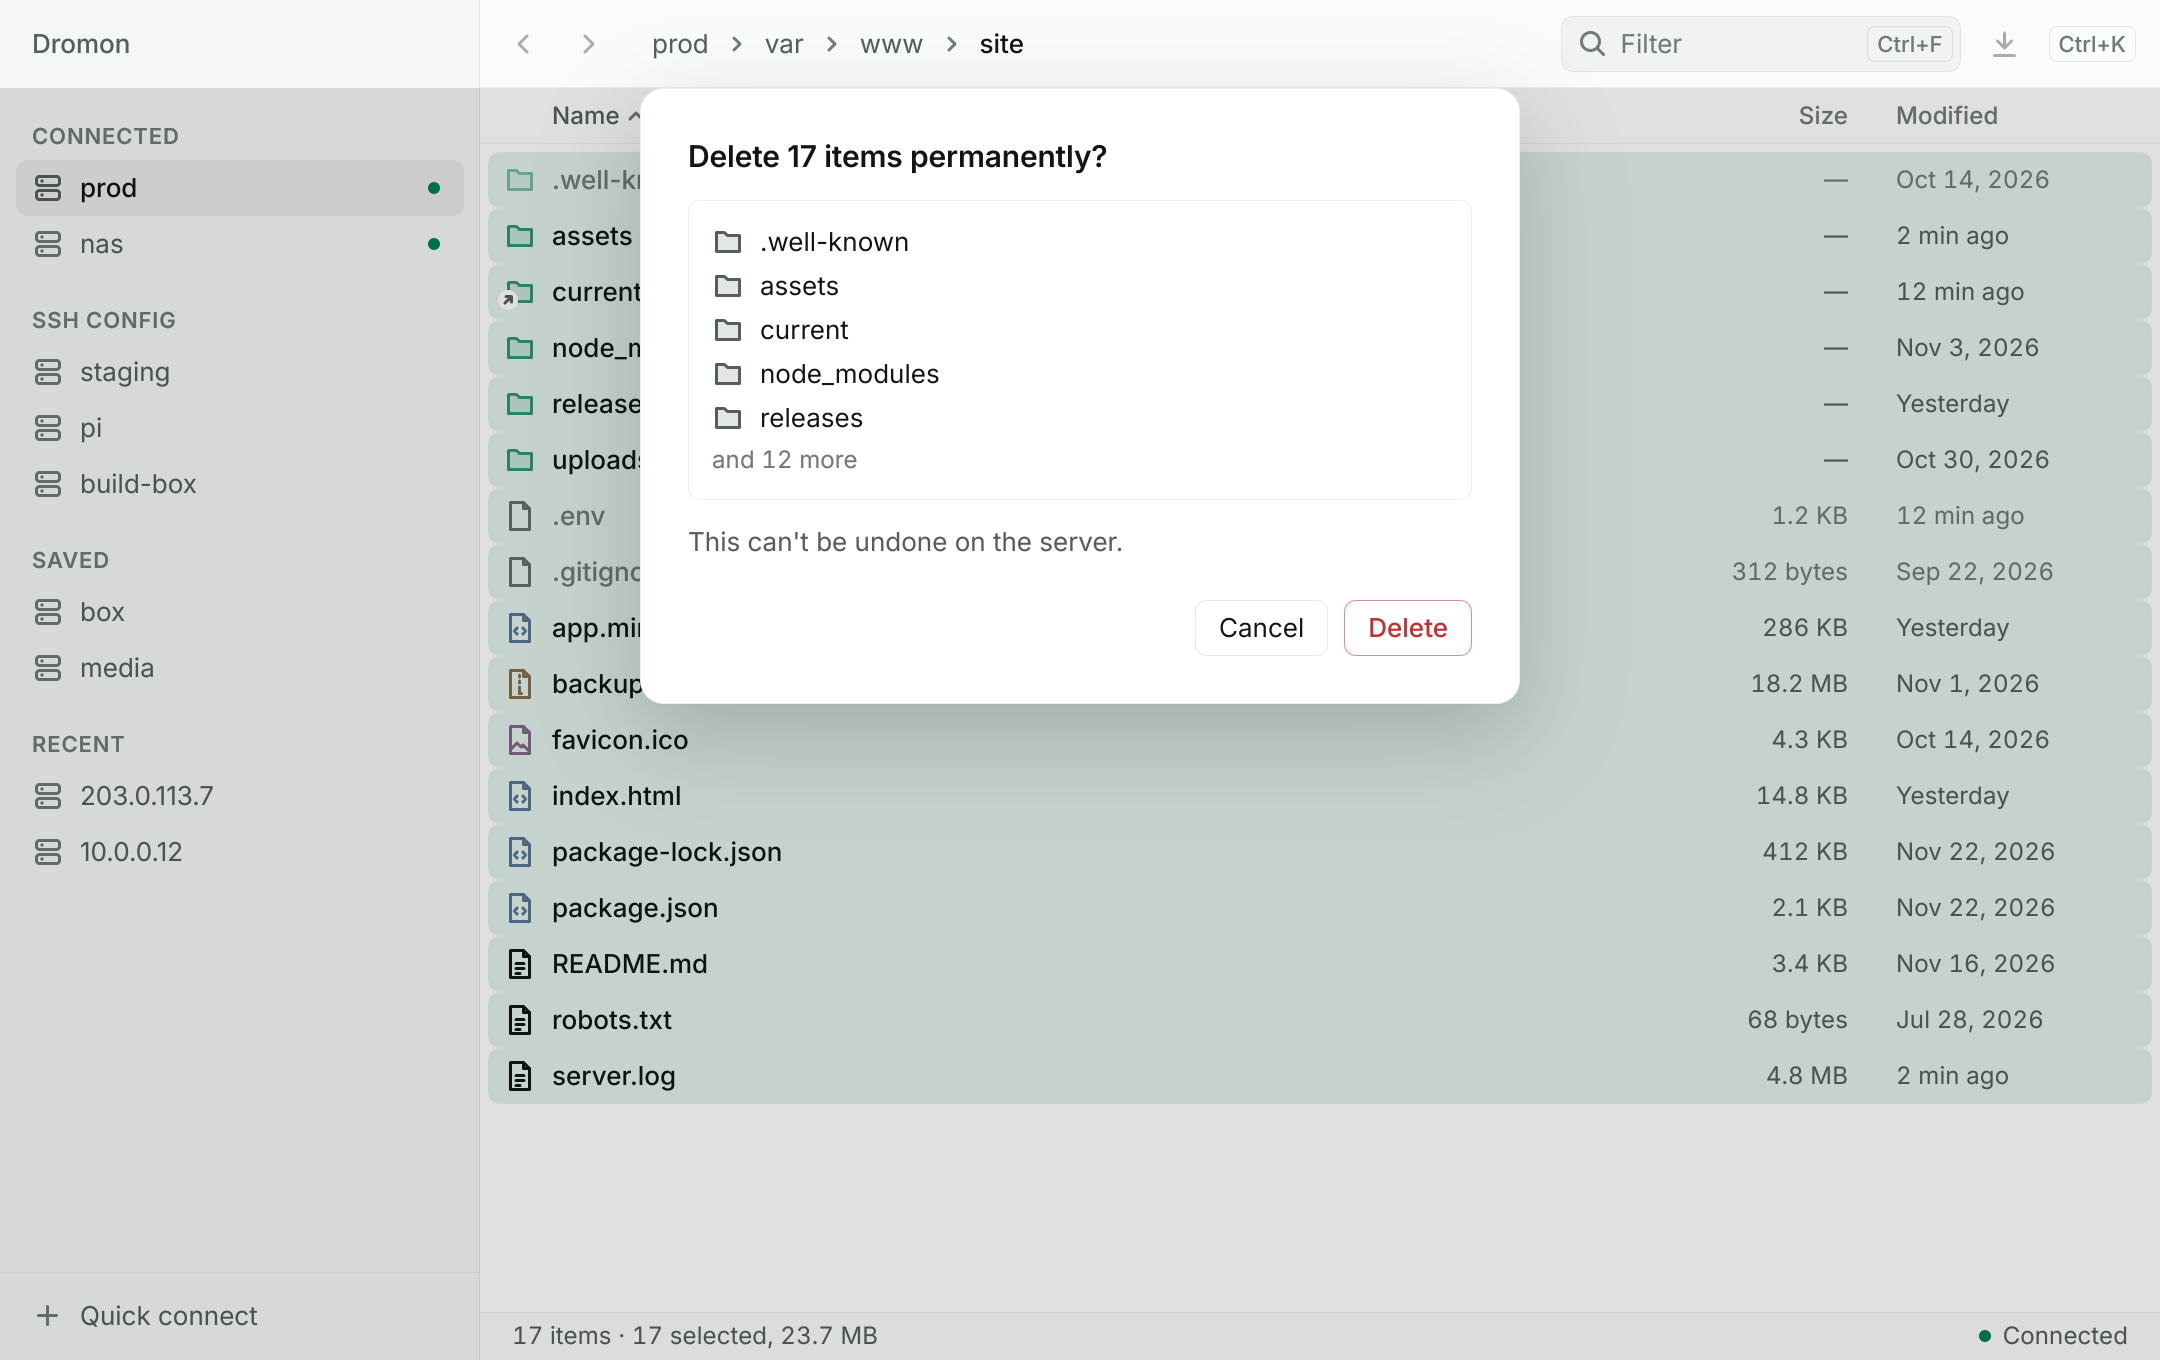 Dromon
prod
var
www
site
Filter
Ctrl+F
Ctrl+K
CONNECTED
prod
nas
SSH CONFIG
staging
pi
build-box
SAVED
box
media
RECENT
203.0.113.7
10.0.0.12
Quick connect
Name Size Modified
— Oct 14, 2026
assets — 2 min ago
current — 12 min ago
— Nov 3, 2026
— Yesterday
— Oct 30, 2026
.env 1.2 KB 12 min ago
312 bytes Sep 22, 2026
286 KB Yesterday
18.2 MB Nov 1, 2026
favicon.ico 4.3 KB Oct 14, 2026
index.html 14.8 KB Yesterday
package-lock.json 412 KB Nov 22, 2026
package.json 2.1 KB Nov 22, 2026
README.md 3.4 KB Nov 16, 2026
robots.txt 68 bytes Jul 28, 2026
server.log 4.8 MB 2 min ago
Delete 17 items permanently?
.well-known
assets
current
node_modules
releases
and 12 more
This can't be undone on the server.
Cancel
Delete
17 items · 17 selected, 23.7 MB
Connected